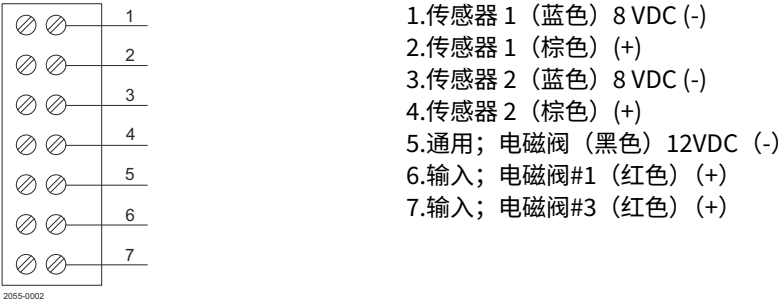 1
2
3
4
5
6
7
2055-0002
1.传感器 1（蓝色）8 VDC (-)
2.传感器 1（棕色）(+)
3.传感器 2（蓝色）8 VDC (-)
4.传感器 2（棕色）(+)
5.通用；电磁阀（黑色）12VDC（-）
6.输入；电磁阀#1（红色）（+）
7.输入；电磁阀#3（红色）（+）